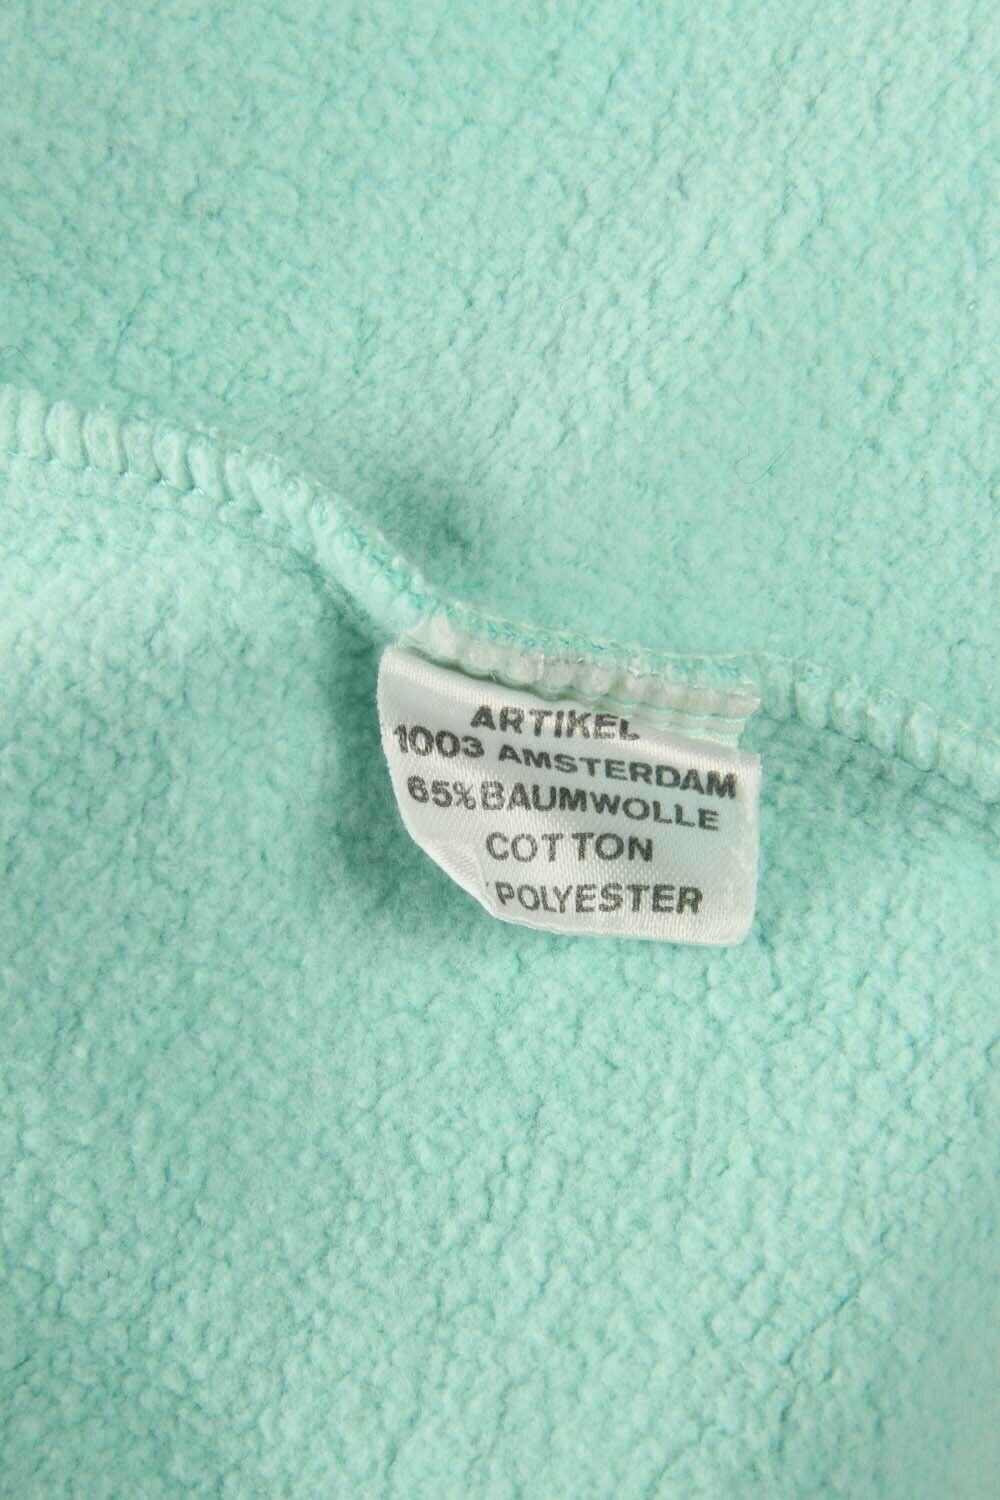 ARTIKEL
1003 AMSTERDAM
65% BAUMWOLLE
COTTON
POLYESTER